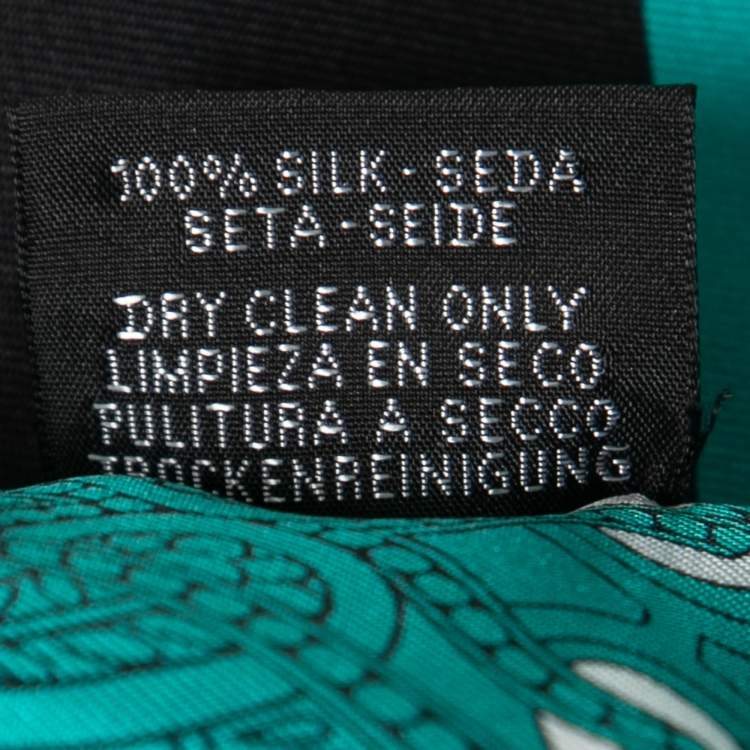 100% SILK - SEDA
SETA - SEIDE
DRY CLEAN ONLY
LIMPIEZA EN SECO
PULITURA A SECCO
TROCKENREINIGUNG